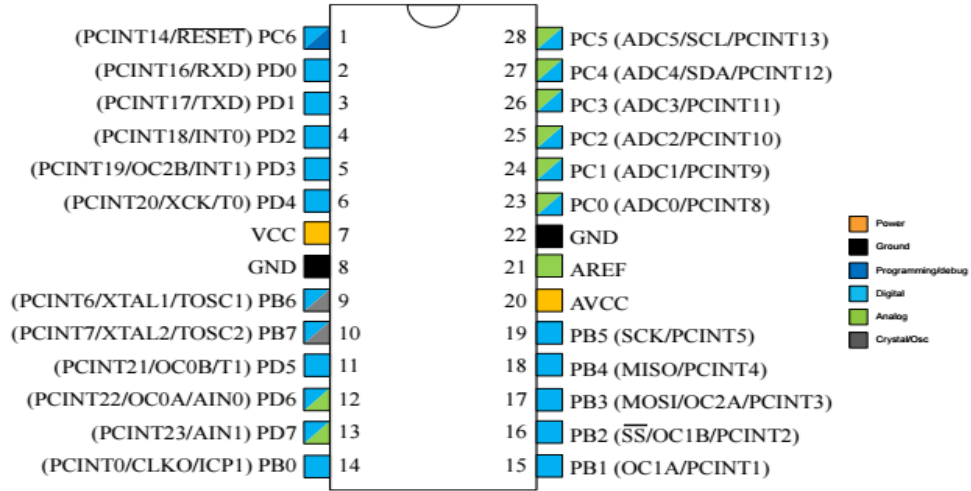 (PCINT14/RESET) PC6 1 28 PC5 (ADC5/SCL/PCINT13)
(PCINT16/RXD) PD0 2 27 PC4 (ADC4/SDA/PCINT12)
(PCINT17/TXD) PD1 3 26 PC3 (ADC3/PCINT11)
(PCINT18/INT0) PD2 4 25 PC2 (ADC2/PCINT10)
(PCINT19/OC2B/INT1) PD3 5 24 PC1 (ADC1/PCINT9)
(PCINT20/XCK/T0) PD4 6 23 PC0 (ADC0/PCINT8)
VCC 7 22 GND
GND 8 21 AREF
(PCINT6/XTAL1/TOSC1) PB6 9 20 AVCC
(PCINT7/XTAL2/TOSC2) PB7 10 19 PB5 (SCK/PCINT5)
(PCINT21/OC0B/T1) PD5 11 18 PB4 (MISO/PCINT4)
(PCINT22/OC0A/AIN0) PD6 12 17 PB3 (MOSI/OC2A/PCINT3)
(PCINT23/AIN1) PD7 13 16 PB2 (SS/OC1B/PCINT2)
(PCINT0/CLKO/ICP1) PB0 14 15 PB1 (OC1A/PCINT1)
Power
Ground
Programming/debug
Digital
Analog
Crystal/Osc